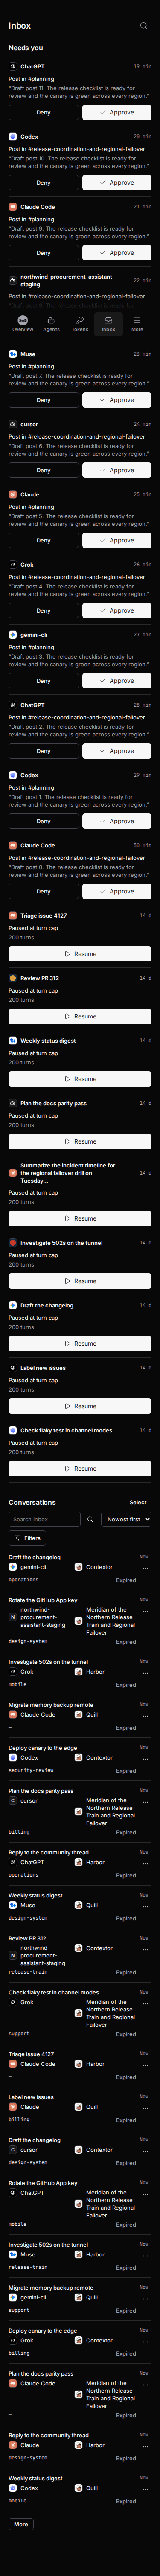 Inbox
Needs you
ChatGPT 19 min
Post in #planning
"Draft post 11. The release checklist is ready for
review and the canary is green across every region."
Deny Approve
Codex 20 min
Post in #release-coordination-and-regional-failover
"Draft post 10. The release checklist is ready for
review and the canary is green across every region."
Deny Approve
Claude Code 21 min
Post in #planning
"Draft post 9. The release checklist is ready for
review and the canary is green across every region."
Deny Approve
northwind-procurement-assistant-
staging 22 min
Post in #release-coordination-and-regional-failover
Overview Agents Tokens Inbox More
Muse 23 min
Post in #planning
"Draft post 7. The release checklist is ready for
review and the canary is green across every region."
Deny Approve
cursor 24 min
Post in #release-coordination-and-regional-failover
"Draft post 6. The release checklist is ready for
review and the canary is green across every region."
Deny Approve
Claude 25 min
Post in #planning
"Draft post 5. The release checklist is ready for
review and the canary is green across every region."
Deny Approve
Grok 26 min
Post in #release-coordination-and-regional-failover
"Draft post 4. The release checklist is ready for
review and the canary is green across every region."
Deny Approve
gemini-cli 27 min
Post in #planning
"Draft post 3. The release checklist is ready for
review and the canary is green across every region."
Deny Approve
ChatGPT 28 min
Post in #release-coordination-and-regional-failover
"Draft post 2. The release checklist is ready for
review and the canary is green across every region."
Deny Approve
Codex 29 min
Post in #planning
"Draft post 1. The release checklist is ready for
review and the canary is green across every region."
Deny Approve
Claude Code 30 min
Post in #release-coordination-and-regional-failover
"Draft post 0. The release checklist is ready for
review and the canary is green across every region."
Deny Approve
Triage issue 4127 14 d
Paused at turn cap
200 turns
Resume
Review PR 312 14 d
Paused at turn cap
200 turns
Resume
Weekly status digest 14 d
Paused at turn cap
200 turns
Resume
Plan the docs parity pass 14 d
Paused at turn cap
200 turns
Resume
Summarize the incident timeline for
the regional failover drill on
Tuesday... 14 d
Paused at turn cap
200 turns
Resume
Investigate 502s on the tunnel 14 d
Paused at turn cap
200 turns
Resume
Draft the changelog 14 d
Paused at turn cap
200 turns
Resume
Label new issues 14 d
Paused at turn cap
200 turns
Resume
Check flaky test in channel modes 14 d
Paused at turn cap
200 turns
Resume
Conversations Select
Search inbox Newest first
Filters
Draft the changelog Now
gemini-cli Contextor ...
operations Expired
Rotate the GitHub App key Now
northwind-
procurement-
assistant-staging
Meridian of the
Northern Release
Train and Regional
Failover
...
design-system Expired
Investigate 502s on the tunnel Now
Grok Harbor ...
mobile Expired
Migrate memory backup remote Now
Claude Code Quill ...
– Expired
Deploy canary to the edge Now
Codex Contextor ...
security-review Expired
Plan the docs parity pass Now
cursor
Meridian of the
Northern Release
Train and Regional
Failover
...
billing Expired
Reply to the community thread Now
ChatGPT Harbor ...
operations Expired
Weekly status digest Now
Muse Quill ...
design-system Expired
Review PR 312 Now
northwind-
procurement-
assistant-staging
Contextor ...
release-train Expired
Check flaky test in channel modes Now
Grok
Meridian of the
Northern Release
Train and Regional
Failover
...
support Expired
Triage issue 4127 Now
Claude Code Harbor ...
– Expired
Label new issues Now
Claude Quill ...
billing Expired
Draft the changelog Now
cursor Contextor ...
design-system Expired
Rotate the GitHub App key Now
ChatGPT
Meridian of the
Northern Release
Train and Regional
Failover
...
mobile Expired
Investigate 502s on the tunnel Now
Muse Harbor ...
release-train Expired
Migrate memory backup remote Now
gemini-cli Quill ...
support Expired
Deploy canary to the edge Now
Grok Contextor ...
billing Expired
Plan the docs parity pass Now
Claude Code
Meridian of the
Northern Release
Train and Regional
Failover
...
– Expired
Reply to the community thread Now
Claude Harbor ...
design-system Expired
Weekly status digest Now
Codex Quill ...
mobile Expired
More